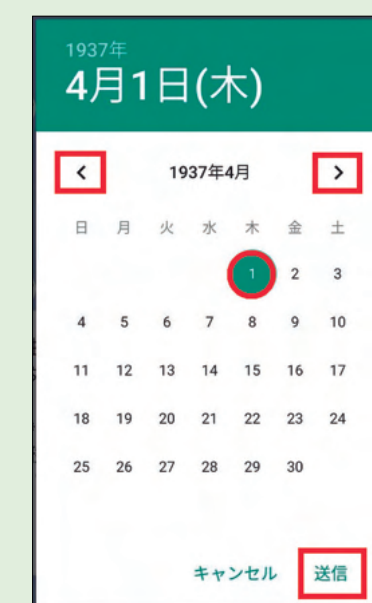 1937年
4月1日(木)
< 1937年4月 >
日 月 火 水 木 金 土
1 2 3
4 5 6 7 8 9 10
11 12 13 14 15 16 17
18 19 20 21 22 23 24
25 26 27 28 29 30
キャンセル 送信